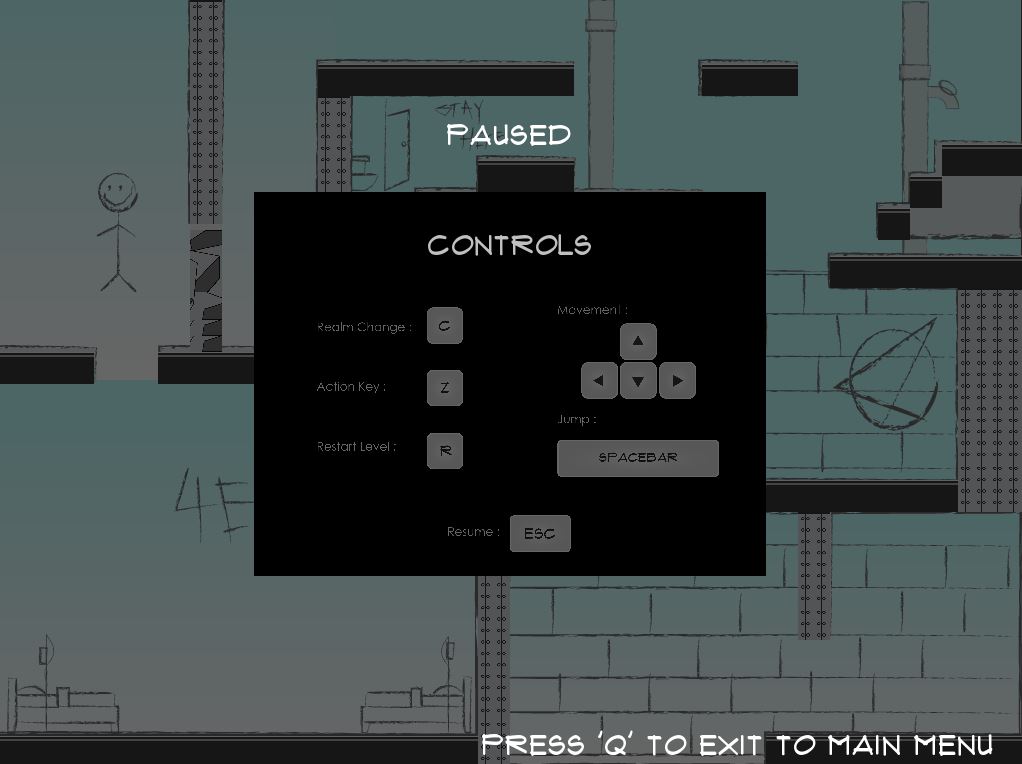 STAY
PAUSED
CONTROLS
Realm Change : C
Action Key : Z
Restart Level : R
Movement :
Jump :
SPACEBAR
Resume : ESC
PRESS 'Q' TO EXIT TO MAIN MENU